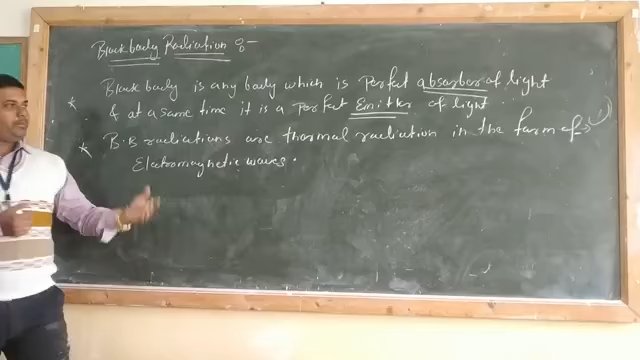 Blackbody Radiation :-
* Black body is any body which is Perfect absorber of light
& at a same time it is a Perfect Emitter of light.
* B.B radiations are thermal radiation in the form of
Electromagnetic waves.